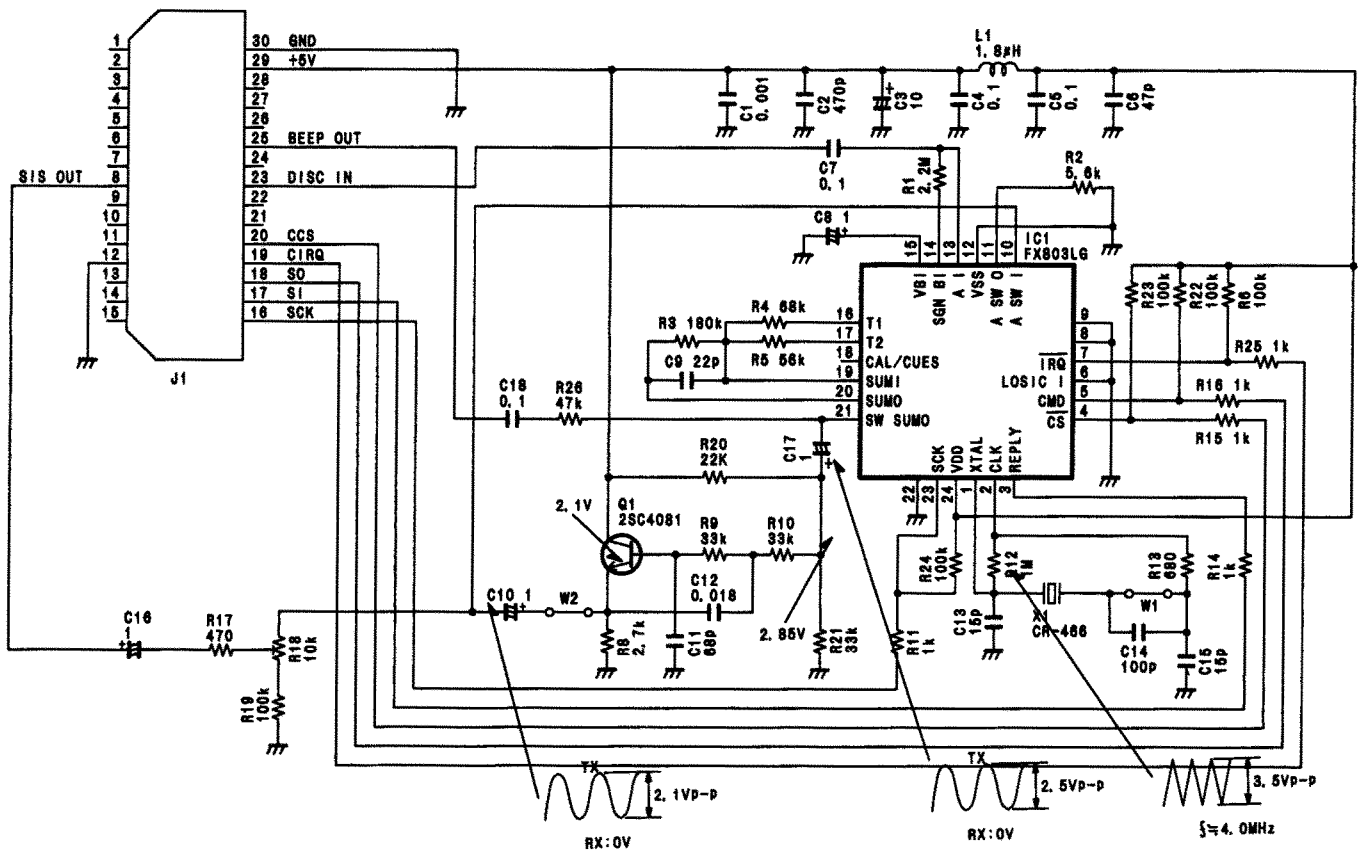 L1
1.8μH
1
2
3
4
5
6
7
8
9
10
11
12
13
14
15
30 GND
29 +5V
28
27
26
25 BEEP OUT
24
23 DISC IN
22
21
20 CCS
19 CIRQ
18 SO
17 SI
16 SCK
SIS OUT
J1
C1
0.001
C2
470p
C3
10
C4
0.1
C5
0.1
C6
47p
C7
0.1
R1
2.2M
R2
5.6k
C8 1
15
14
13
12
11
10
IC1
FX803LG
VBI
SGN BI
A I
VSS
A SW O
A SW I
R23
100k
R22
100k
R6
100k
R3 180k
R4 68k
R5 56k
C9 22p
16 T1
17 T2
18 CAL/CUES
19 SUMI
20 SUMO
21 SW SUMO
9
8
IRQ 7
LOSIC I 6
CMD 5
CS 4
R25 1k
R16 1k
R15 1k
C18
0.1
R26
47k
R20
22K
C17
1
SCK
VDD
XTAL
CLK
REPLY
22
23
24
1
2
3
2.1V
Q1
2SC4081
R9
33k
R10
33k
C12
0.018
R24
100k
R12
1M
R13
680
R14
1k
C10 1
W2
R8
2.7k
C11
68p
2.85V
R21
33k
R11
1k
C13
15p
X1
CR-466
W1
C14
100p
C15
15p
C16
1
R17
470
R18
10k
R19
100k
TX
2.1Vp-p
RX:0V
TX
2.5Vp-p
RX:0V
3.5Vp-p
§≒4.0MHz